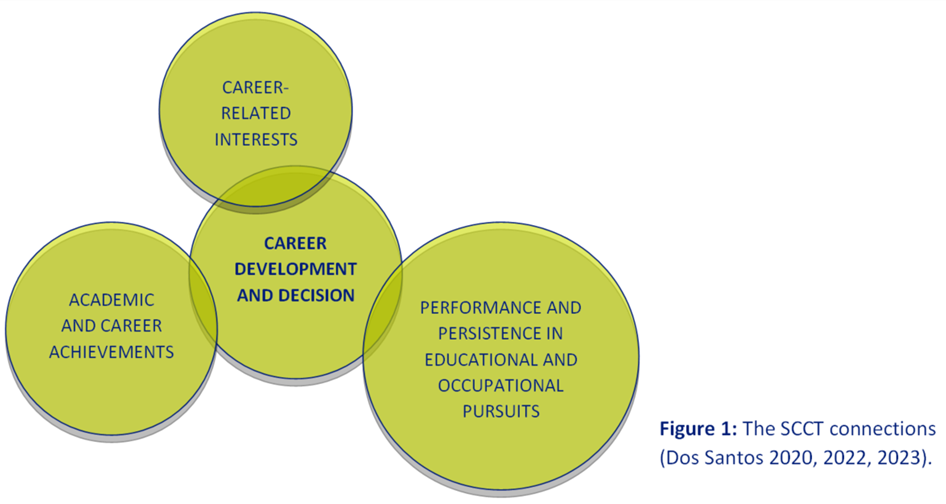 CAREER-
RELATED
INTERESTS
CAREER
DEVELOPMENT
AND DECISION
ACADEMIC
AND CAREER
ACHIEVEMENTS
PERFORMANCE AND
PERSISTENCE IN
EDUCATIONAL AND
OCCUPATIONAL
PURSUITS
Figure 1: The SCCT connections
(Dos Santos 2020, 2022, 2023).